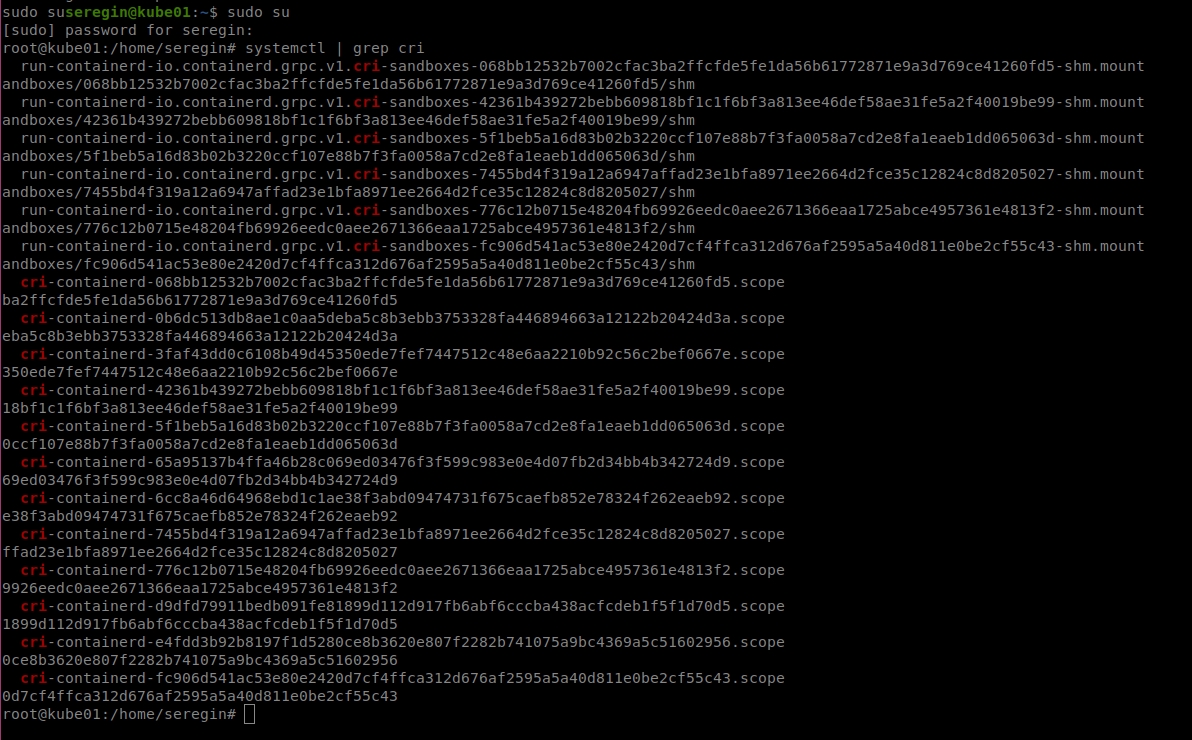 sudo suseregin@kube01:~$ sudo su
[sudo] password for seregin:
root@kube01:/home/seregin# systemctl | grep cri
  run-containerd-io.containerd.grpc.v1.cri-sandboxes-068bb12532b7002cfac3ba2ffcfde5fe1da56b61772871e9a3d769ce41260fd5-shm.mount
andboxes/068bb12532b7002cfac3ba2ffcfde5fe1da56b61772871e9a3d769ce41260fd5/shm
  run-containerd-io.containerd.grpc.v1.cri-sandboxes-42361b439272bebb609818bf1c1f6bf3a813ee46def58ae31fe5a2f40019be99-shm.mount
andboxes/42361b439272bebb609818bf1c1f6bf3a813ee46def58ae31fe5a2f40019be99/shm
  run-containerd-io.containerd.grpc.v1.cri-sandboxes-5f1beb5a16d83b02b3220ccf107e88b7f3fa0058a7cd2e8fa1eaeb1dd065063d-shm.mount
andboxes/5f1beb5a16d83b02b3220ccf107e88b7f3fa0058a7cd2e8fa1eaeb1dd065063d/shm
  run-containerd-io.containerd.grpc.v1.cri-sandboxes-7455bd4f319a12a6947affad23e1bfa8971ee2664d2fce35c12824c8d8205027-shm.mount
andboxes/7455bd4f319a12a6947affad23e1bfa8971ee2664d2fce35c12824c8d8205027/shm
  run-containerd-io.containerd.grpc.v1.cri-sandboxes-776c12b0715e48204fb69926eedc0aee2671366eaa1725abce4957361e4813f2-shm.mount
andboxes/776c12b0715e48204fb69926eedc0aee2671366eaa1725abce4957361e4813f2/shm
  run-containerd-io.containerd.grpc.v1.cri-sandboxes-fc906d541ac53e80e2420d7cf4ffca312d676af2595a5a40d811e0be2cf55c43-shm.mount
andboxes/fc906d541ac53e80e2420d7cf4ffca312d676af2595a5a40d811e0be2cf55c43/shm
  cri-containerd-068bb12532b7002cfac3ba2ffcfde5fe1da56b61772871e9a3d769ce41260fd5.scope
ba2ffcfde5fe1da56b61772871e9a3d769ce41260fd5
  cri-containerd-0b6dc513db8ae1c0aa5deba5c8b3ebb3753328fa446894663a12122b20424d3a.scope
eba5c8b3ebb3753328fa446894663a12122b20424d3a
  cri-containerd-3faf43dd0c6108b49d45350ede7fef7447512c48e6aa2210b92c56c2bef0667e.scope
350ede7fef7447512c48e6aa2210b92c56c2bef0667e
  cri-containerd-42361b439272bebb609818bf1c1f6bf3a813ee46def58ae31fe5a2f40019be99.scope
18bf1c1f6bf3a813ee46def58ae31fe5a2f40019be99
  cri-containerd-5f1beb5a16d83b02b3220ccf107e88b7f3fa0058a7cd2e8fa1eaeb1dd065063d.scope
0ccf107e88b7f3fa0058a7cd2e8fa1eaeb1dd065063d
  cri-containerd-65a95137b4ffa46b28c069ed03476f3f599c983e0e4d07fb2d34bb4b342724d9.scope
69ed03476f3f599c983e0e4d07fb2d34bb4b342724d9
  cri-containerd-6cc8a46d64968ebd1c1ae38f3abd09474731f675caefb852e78324f262eaeb92.scope
e38f3abd09474731f675caefb852e78324f262eaeb92
  cri-containerd-7455bd4f319a12a6947affad23e1bfa8971ee2664d2fce35c12824c8d8205027.scope
ffad23e1bfa8971ee2664d2fce35c12824c8d8205027
  cri-containerd-776c12b0715e48204fb69926eedc0aee2671366eaa1725abce4957361e4813f2.scope
9926eedc0aee2671366eaa1725abce4957361e4813f2
  cri-containerd-d9dfd79911bedb091fe81899d112d917fb6abf6cccba438acfcdeb1f5f1d70d5.scope
1899d112d917fb6abf6cccba438acfcdeb1f5f1d70d5
  cri-containerd-e4fdd3b92b8197f1d5280ce8b3620e807f2282b741075a9bc4369a5c51602956.scope
0ce8b3620e807f2282b741075a9bc4369a5c51602956
  cri-containerd-fc906d541ac53e80e2420d7cf4ffca312d676af2595a5a40d811e0be2cf55c43.scope
0d7cf4ffca312d676af2595a5a40d811e0be2cf55c43
root@kube01:/home/seregin#